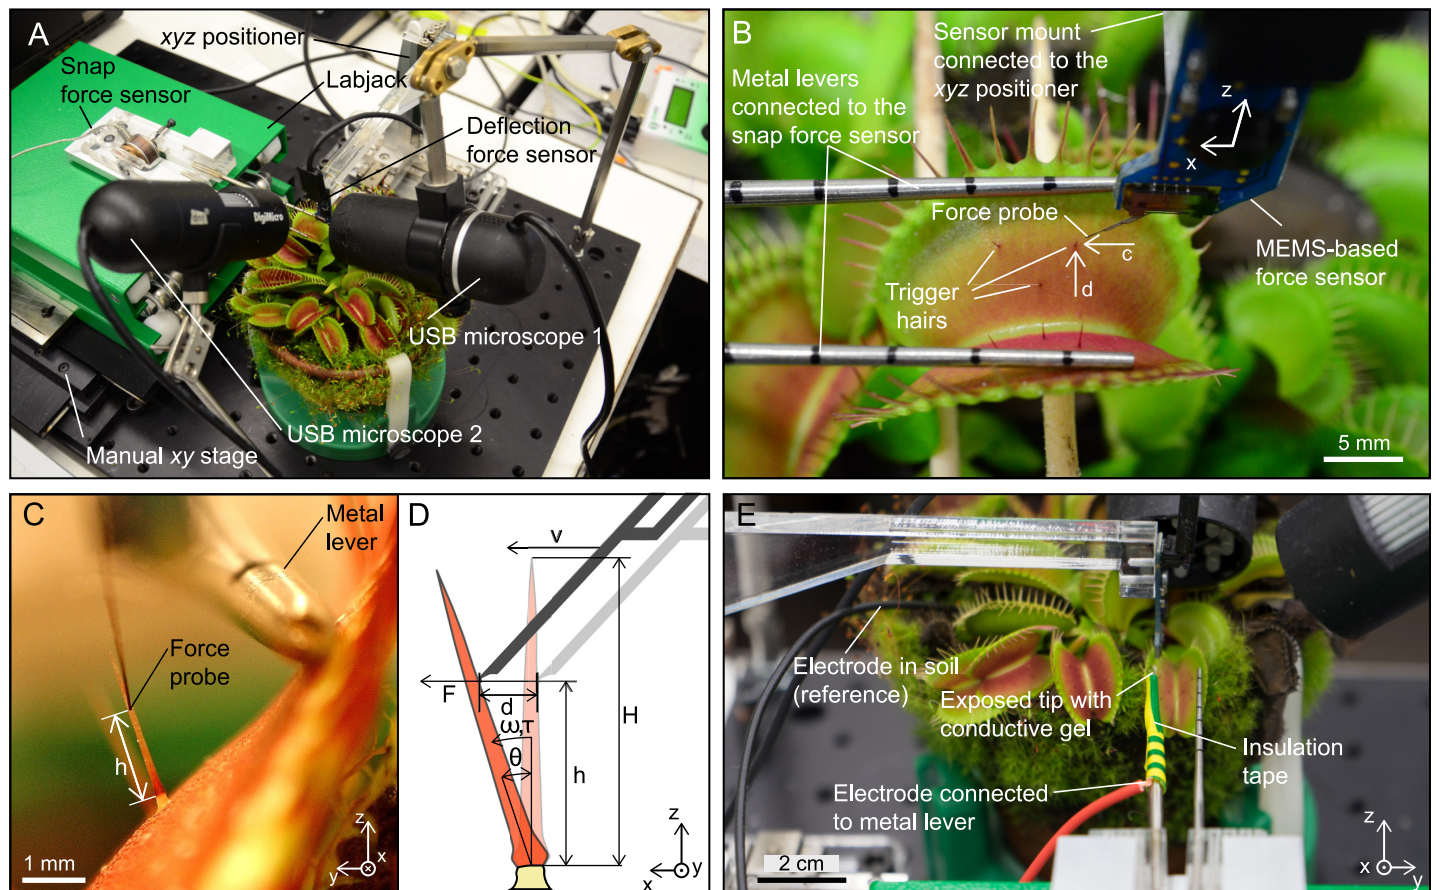 A
xyz positioner
Snap
force sensor
Labjack
Deflection
force sensor
DigiMicro
USB microscope 1
USB microscope 2
Manual xy stage
B
Sensor mount
connected to the
xyz positioner
Metal levers
connected to the
snap force sensor
z
x
Force probe
c
MEMS-based
force sensor
d
Trigger
hairs
5 mm
C
Metal
lever
Force
probe
h
1 mm
z
x
y
D
v
F
d
H
ω,τ
θ
h
z
x
y
E
Electrode in soil
(reference)
Exposed tip with
conductive gel
Insulation
tape
Electrode connected
to metal lever
2 cm
z
x
y